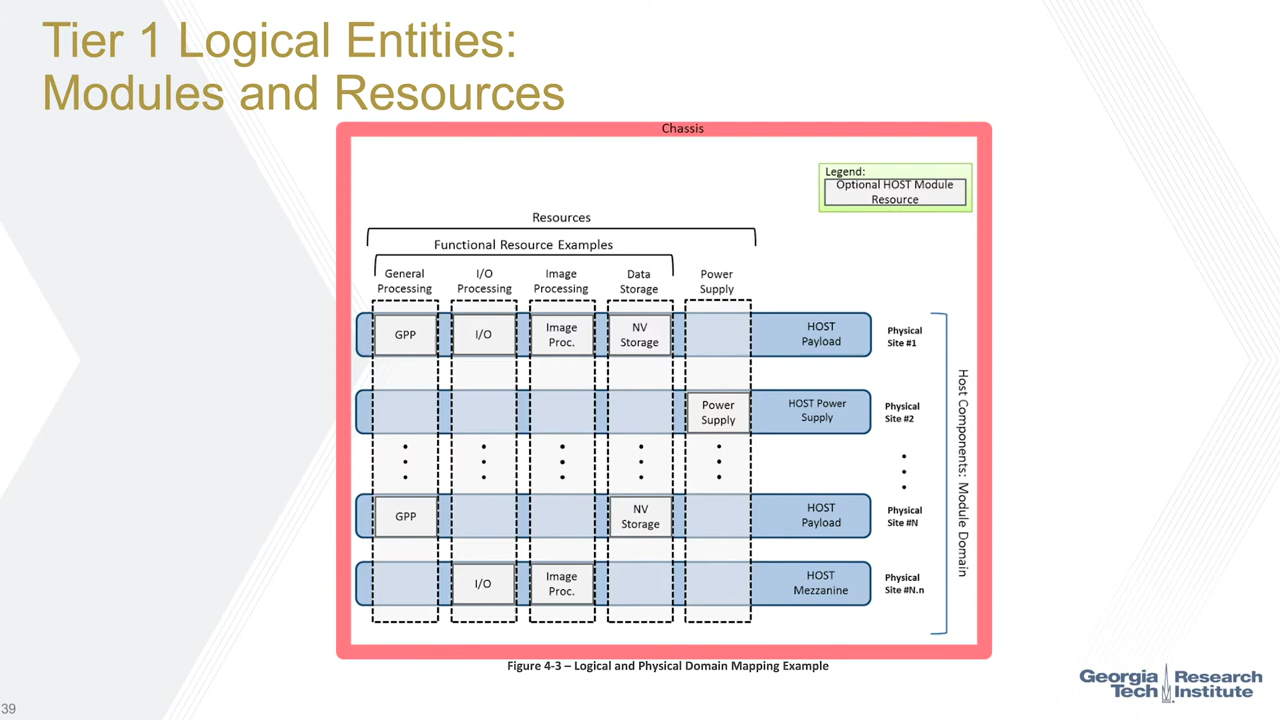 Tier 1 Logical Entities:
Modules and Resources
Chassis
Legend:
Optional HOST Module
Resource
Resources
Functional Resource Examples
General
Processing
I/O
Processing
Image
Processing
Data
Storage
Power
Supply
GPP
I/O
Image
Proc.
NV
Storage
HOST
Payload
Physical
Site #1
Power
Supply
HOST Power
Supply
Physical
Site #2
GPP
NV
Storage
HOST
Payload
Physical
Site #N
I/O
Image
Proc.
HOST
Mezzanine
Physical
Site #N.n
Host Components: Module Domain
Figure 4-3 – Logical and Physical Domain Mapping Example
Georgia Research
Tech Institute
39